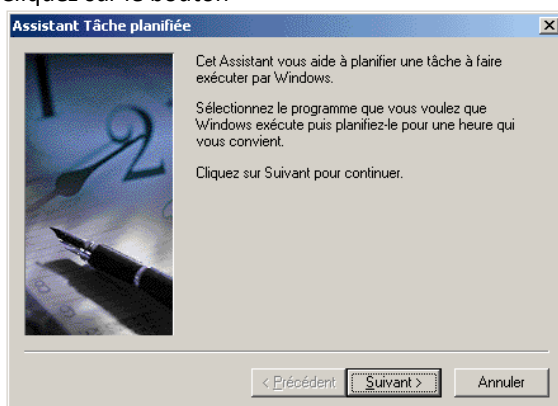 Cliquez sur le bouton
Assistant Tâche planifiée
Cet Assistant vous aide à planifier une tâche à faire
exécuter par Windows.
Sélectionnez le programme que vous voulez que
Windows exécute puis planifiez-le pour une heure qui
vous convient.
Cliquez sur Suivant pour continuer.
< Précédent Suivant > Annuler